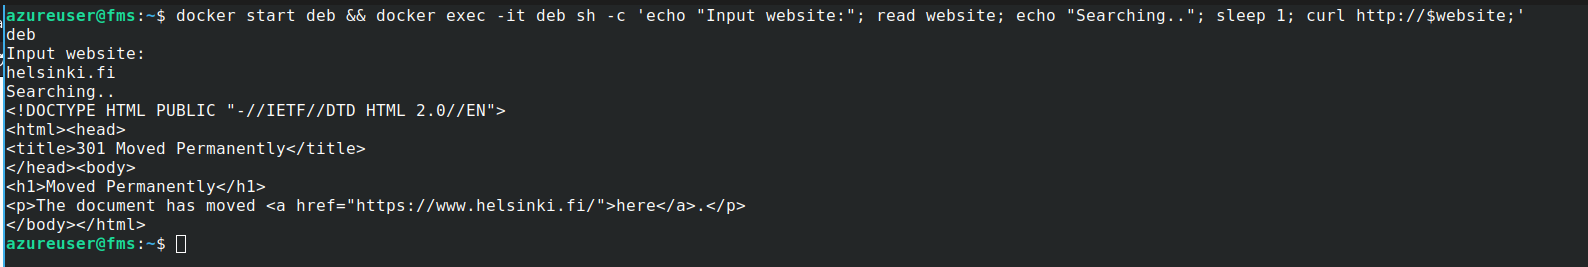 azureuser@fms:~$ docker start deb && docker exec -it deb sh -c 'echo "Input website:"; read website; echo "Searching.."; sleep 1; curl http://$website;'
deb
Input website:
helsinki.fi
Searching..
<!DOCTYPE HTML PUBLIC "-//IETF//DTD HTML 2.0//EN">
<html><head>
<title>301 Moved Permanently</title>
</head><body>
<h1>Moved Permanently</h1>
<p>The document has moved <a href="https://www.helsinki.fi/">here</a>.</p>
</body></html>
azureuser@fms:~$